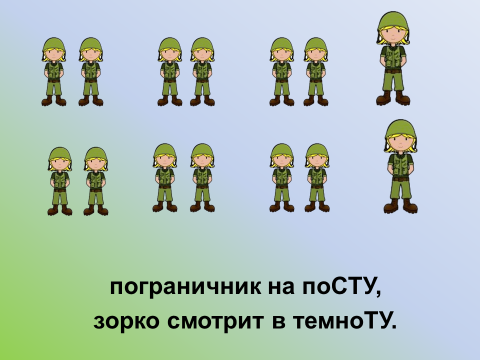 пограничник на поСТУ,
зорко смотрит в темноТУ.